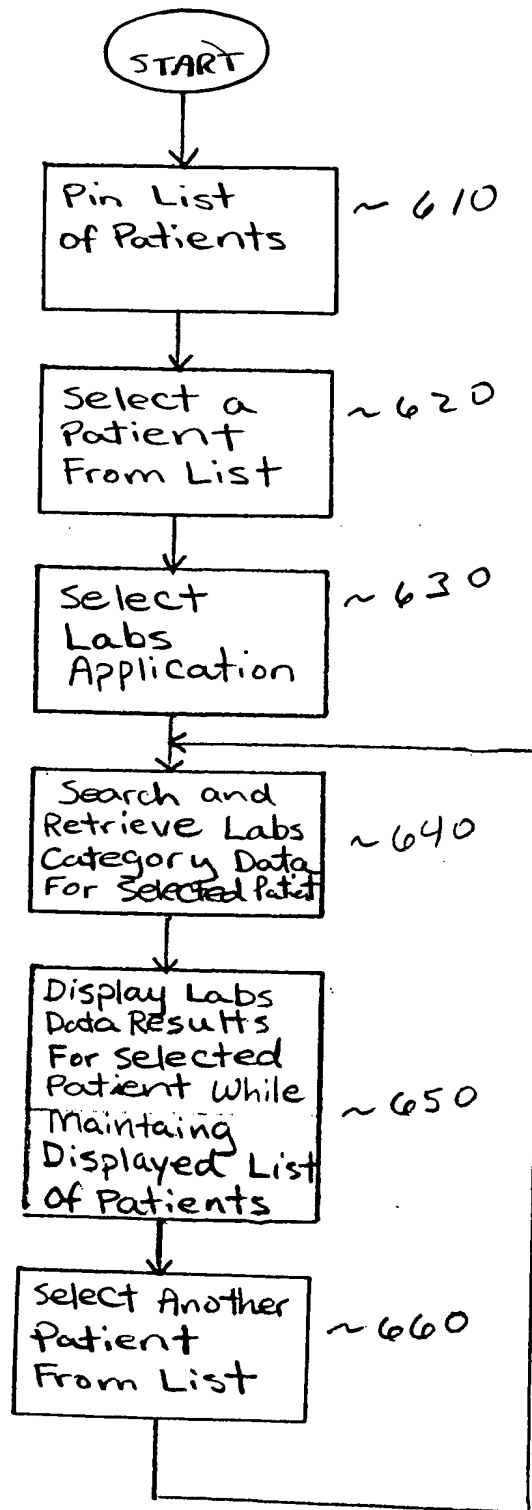 START
Pin List
of Patients
~ 610
Select a
Patient
From List
~ 620
Select
Labs
Application
~ 630
Search and
Retrieve Labs
Category Data
For Selected Patiet
~ 640
Display Labs
Data Results
For Selected
Patient While
Maintaing
Displayed List
Of Patients
~ 650
Select Another
Patient
From List
~ 660